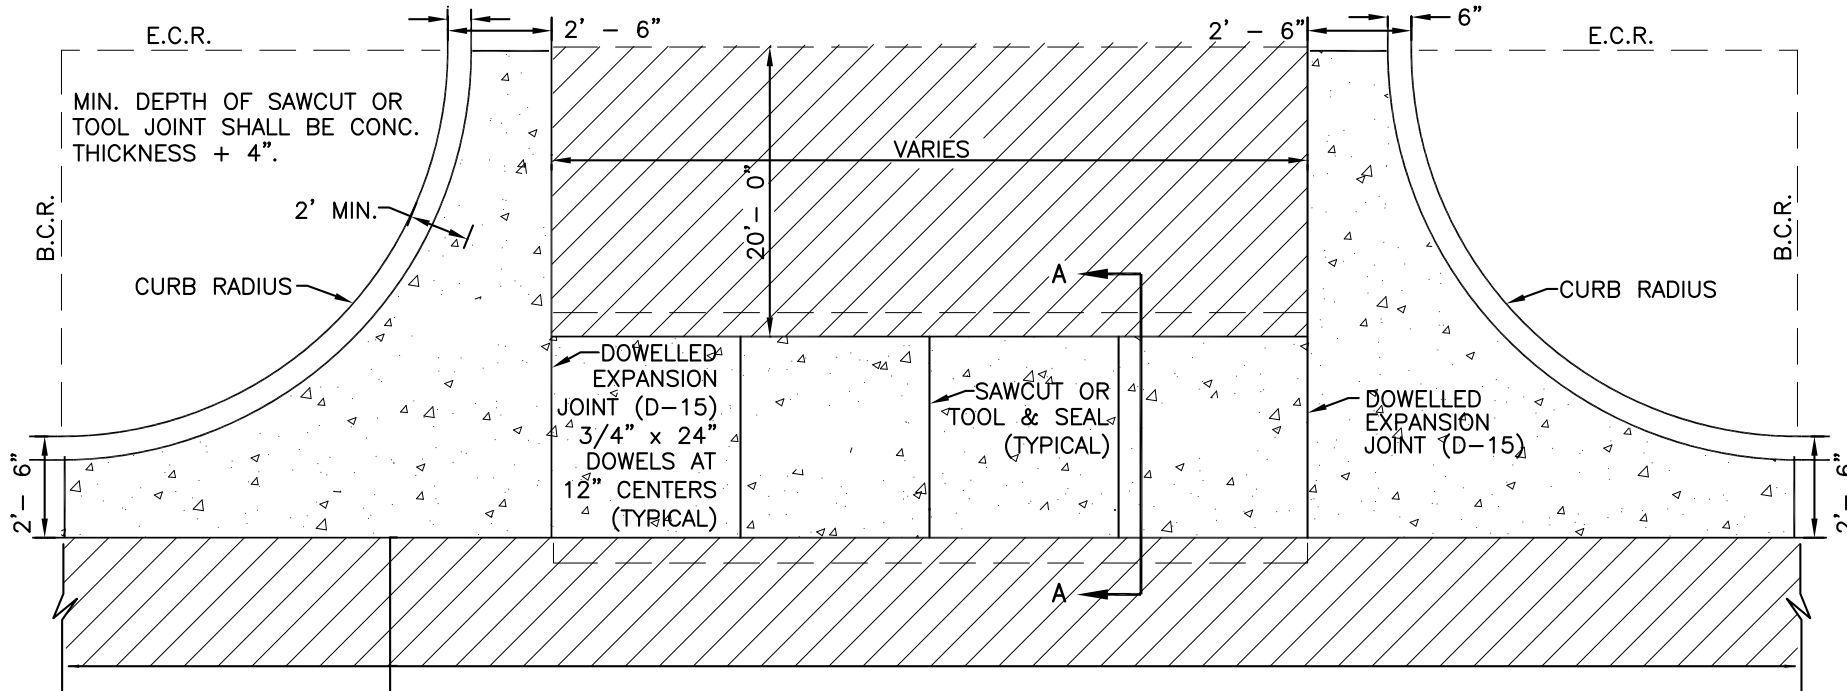 E.C.R.
2' - 6"
2' - 6"
6"
E.C.R.
MIN. DEPTH OF SAWCUT OR
TOOL JOINT SHALL BE CONC.
THICKNESS + 4".
VARIES
20'- 0"
B.C.R.
2' MIN.
B.C.R.
A
CURB RADIUS
CURB RADIUS
DOWELLED
EXPANSION
JOINT (D-15)
3/4" x 24"
DOWELS AT
12" CENTERS
(TYPICAL)
SAWCUT OR
TOOL & SEAL
(TYPICAL)
DOWELLED
EXPANSION
JOINT (D-15)
2'- 6"
2'- 6"
A